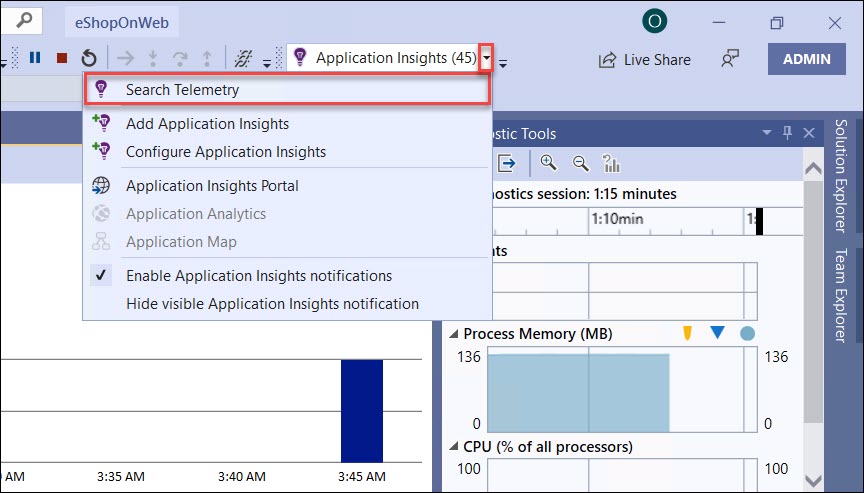 eShopOnWeb
O
Application Insights (45)
Live Share
ADMIN
Search Telemetry
Add Application Insights
Configure Application Insights
Application Insights Portal
Application Analytics
Application Map
Enable Application Insights notifications
Hide visible Application Insights notification
ostic Tools
nostics session: 1:15 minutes
1:10min
nts
Process Memory (MB)
136
136
0
0
CPU (% of all processors)
100
100
AM
3:35 AM
3:40 AM
3:45 AM
Solution Explorer
Team Explorer